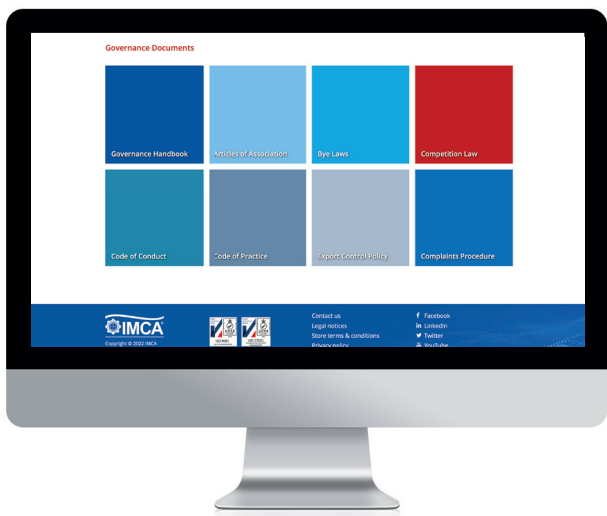 Governance Documents
Governance Handbook
Articles of Association
Bye Laws
Competition Law
Code of Conduct
Code of Practice
Export Control Policy
Complaints Procedure
IMCA
Copyright © 2022 IMCA
ISO 9001
Contact us
Legal notices
Store terms & conditions
Privacy policy
Facebook
LinkedIn
Twitter
YouTube